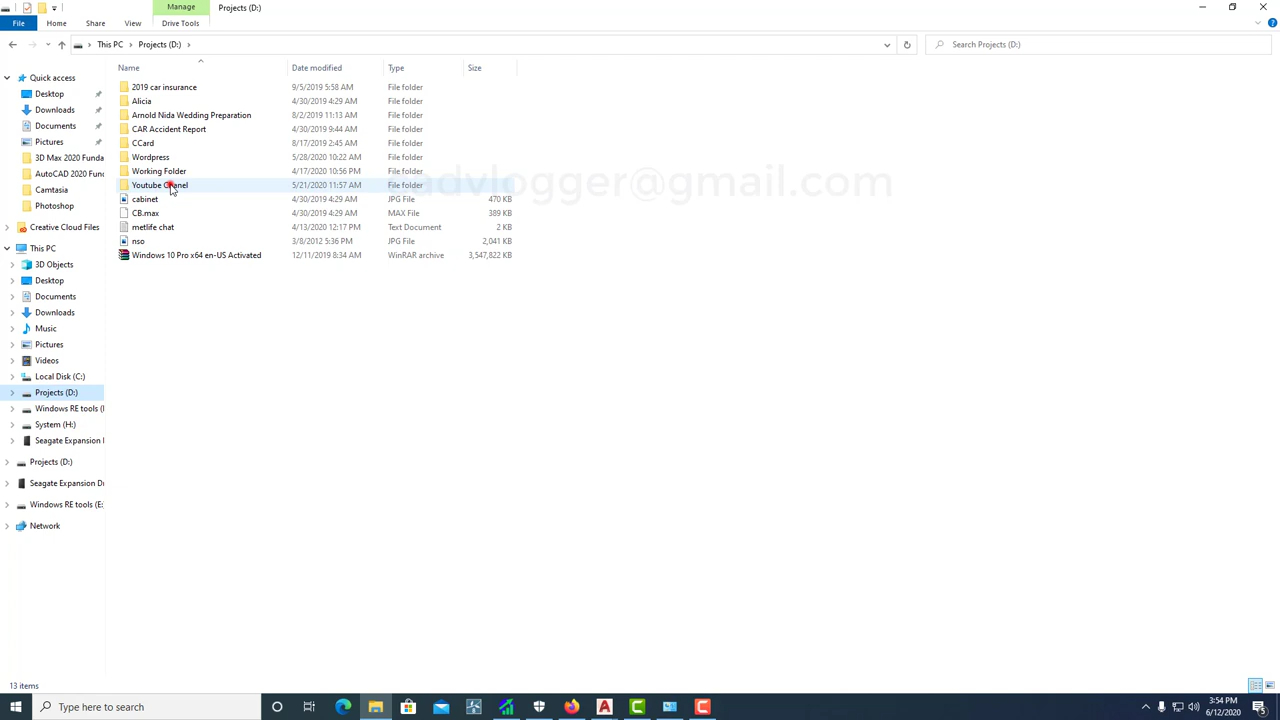 Manage
Projects (D:)
File
Home
Share
View
Drive Tools
This PC
Projects (D:)
Search Projects (D:)
Name
Date modified
Type
Size
Quick access
Desktop
Downloads
Documents
Pictures
3D Max 2020 Funda
AutoCAD 2020 Fund
Camtasia
Photoshop
Creative Cloud Files
This PC
3D Objects
Desktop
Documents
Downloads
Music
Pictures
Videos
Local Disk (C:)
Projects (D:)
Windows RE tools (
System (H:)
Seagate Expansion
Projects (D:)
Seagate Expansion Dr
Windows RE tools (E:
Network
2019 car insurance 9/5/2019 5:58 AM File folder
Alicia 4/30/2019 4:29 AM File folder
Arnold Nida Wedding Preparation 8/2/2019 11:13 AM File folder
CAR Accident Report 4/30/2019 9:44 AM File folder
CCard 8/17/2019 2:45 AM File folder
Wordpress 5/28/2020 10:22 AM File folder
Working Folder 4/17/2020 10:56 PM File folder
Youtube Chanel 5/21/2020 11:57 AM File folder
cadvlogger@gmail.com
cabinet 4/30/2019 4:29 AM JPG File 470 KB
CB.max 4/30/2019 4:29 AM MAX File 389 KB
metlife chat 4/13/2020 12:17 PM Text Document 2 KB
nso 3/8/2012 5:36 PM JPG File 2,041 KB
Windows 10 Pro x64 en-US Activated 12/11/2019 8:34 AM WinRAR archive 3,547,822 KB
13 items
Type here to search
3:54 PM
6/12/2020